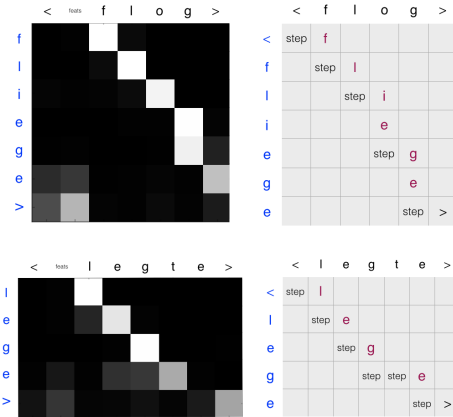 < feats f l o g >
f
l
i
e
g
e
>
< f l o g >
< step f
f step l
l step i
i e
e step g
g e
e step >
< feats l e g t e >
l
e
g
e
>
< l e g t e >
< step l
l step e
e step g
g step step e
e step >